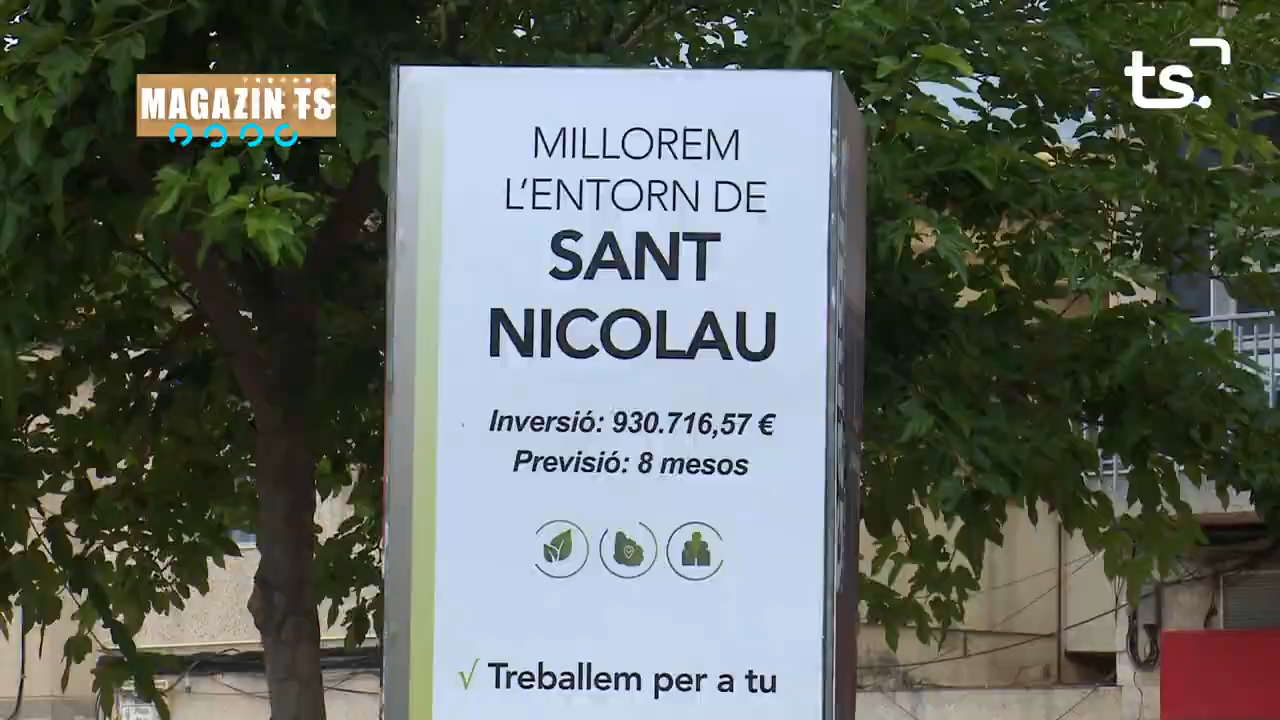 MAGAZIN TS
ts.
MILLOREM
L'ENTORN DE
SANT
NICOLAU
Inversió: 930.716,57 €
Previsió: 8 mesos
√ Treballem per a tu